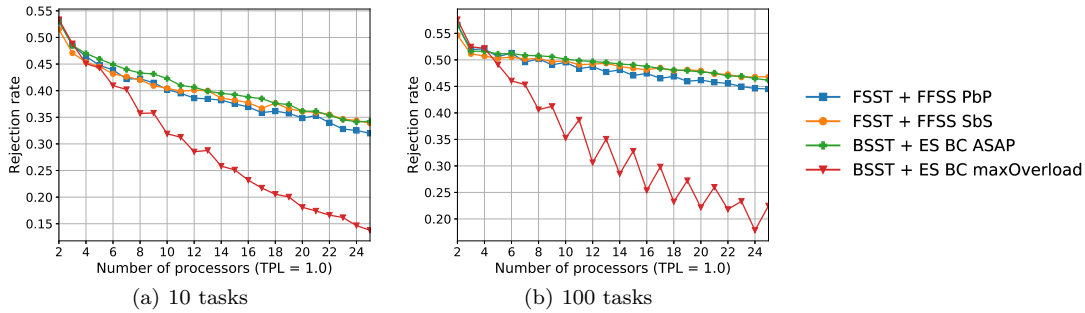 0.55
0.50
0.45
0.40
0.35
0.30
0.25
0.20
0.15
Rejection rate
2 4 6 8 10 12 14 16 18 20 22 24
Number of processors (TPL = 1.0)
(a) 10 tasks
0.55
0.50
0.45
0.40
0.35
0.30
0.25
0.20
Rejection rate
2 4 6 8 10 12 14 16 18 20 22 24
Number of processors (TPL = 1.0)
(b) 100 tasks
FSST + FFSS PbP
FSST + FFSS SbS
BSST + ES BC ASAP
BSST + ES BC maxOverload